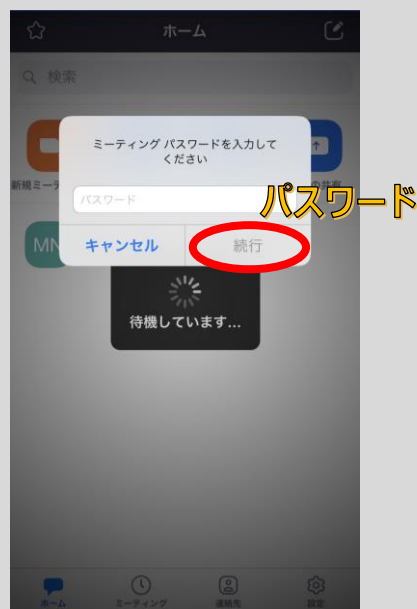 ホーム
検索
ミーティング パスワードを入力して
ください
新規ミーテ
の共有
パスワード
パスワード
MN
キャンセル
続行
待機しています...
ホーム
ミーティング
連絡先
設定